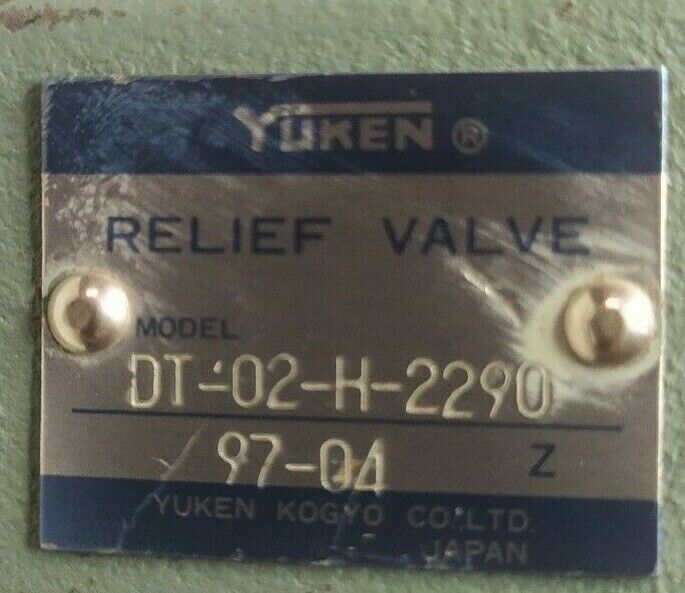 YUKEN ®
RELIEF VALVE
MODEL
DT-02-H-2290
97-04 Z
YUKEN KOGYO CO.LTD.
JAPAN